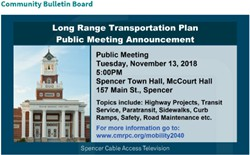 Community Bulletin Board
Long Range Transportation Plan
Public Meeting Announcement
Public Meeting
Tuesday, November 13, 2018
5:00PM
Spencer Town Hall, McCourt Hall
157 Main St., Spencer
Topics include: Highway Projects, Transit
Service, Paratransit, Sidewalks, Curb
Ramps, Safety, Road Maintenance etc.
For more information go to:
www.cmrpc.org/mobility2040
Spencer Cable Access Television